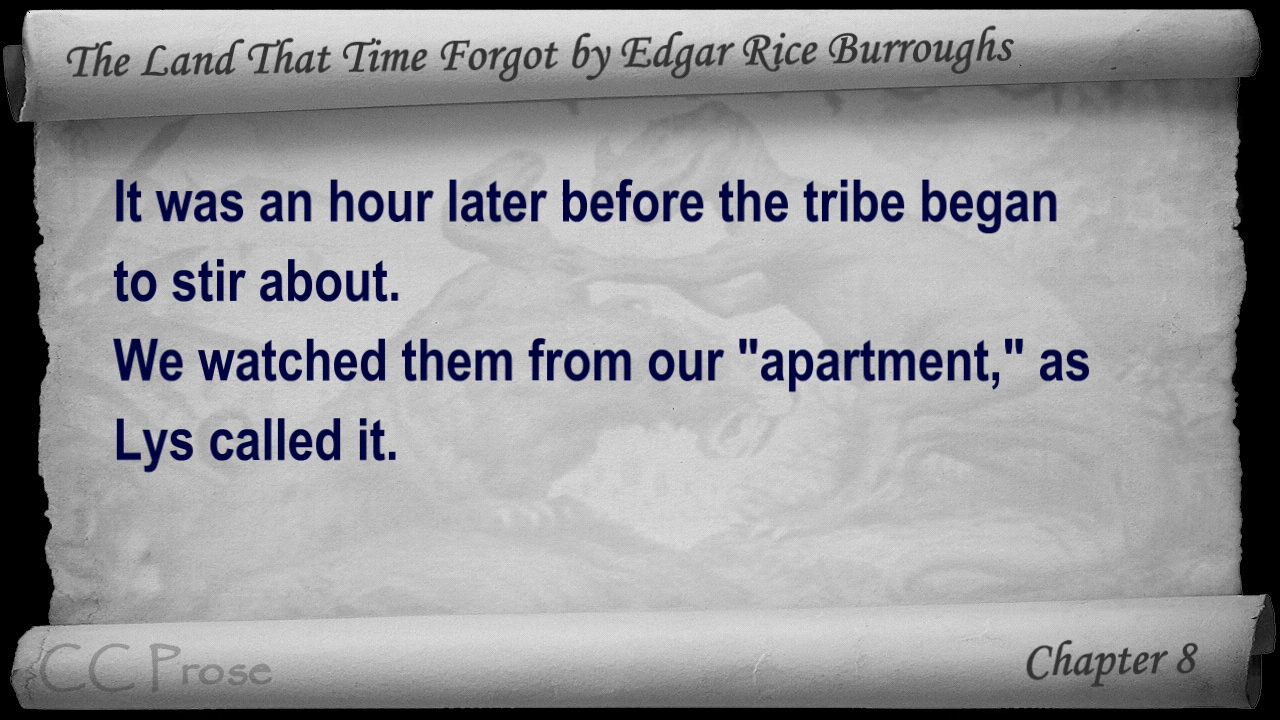 The Land That Time Forgot by Edgar Rice Burroughs
It was an hour later before the tribe began
to stir about.
We watched them from our "apartment," as
Lys called it.
CC Prose
Chapter 8